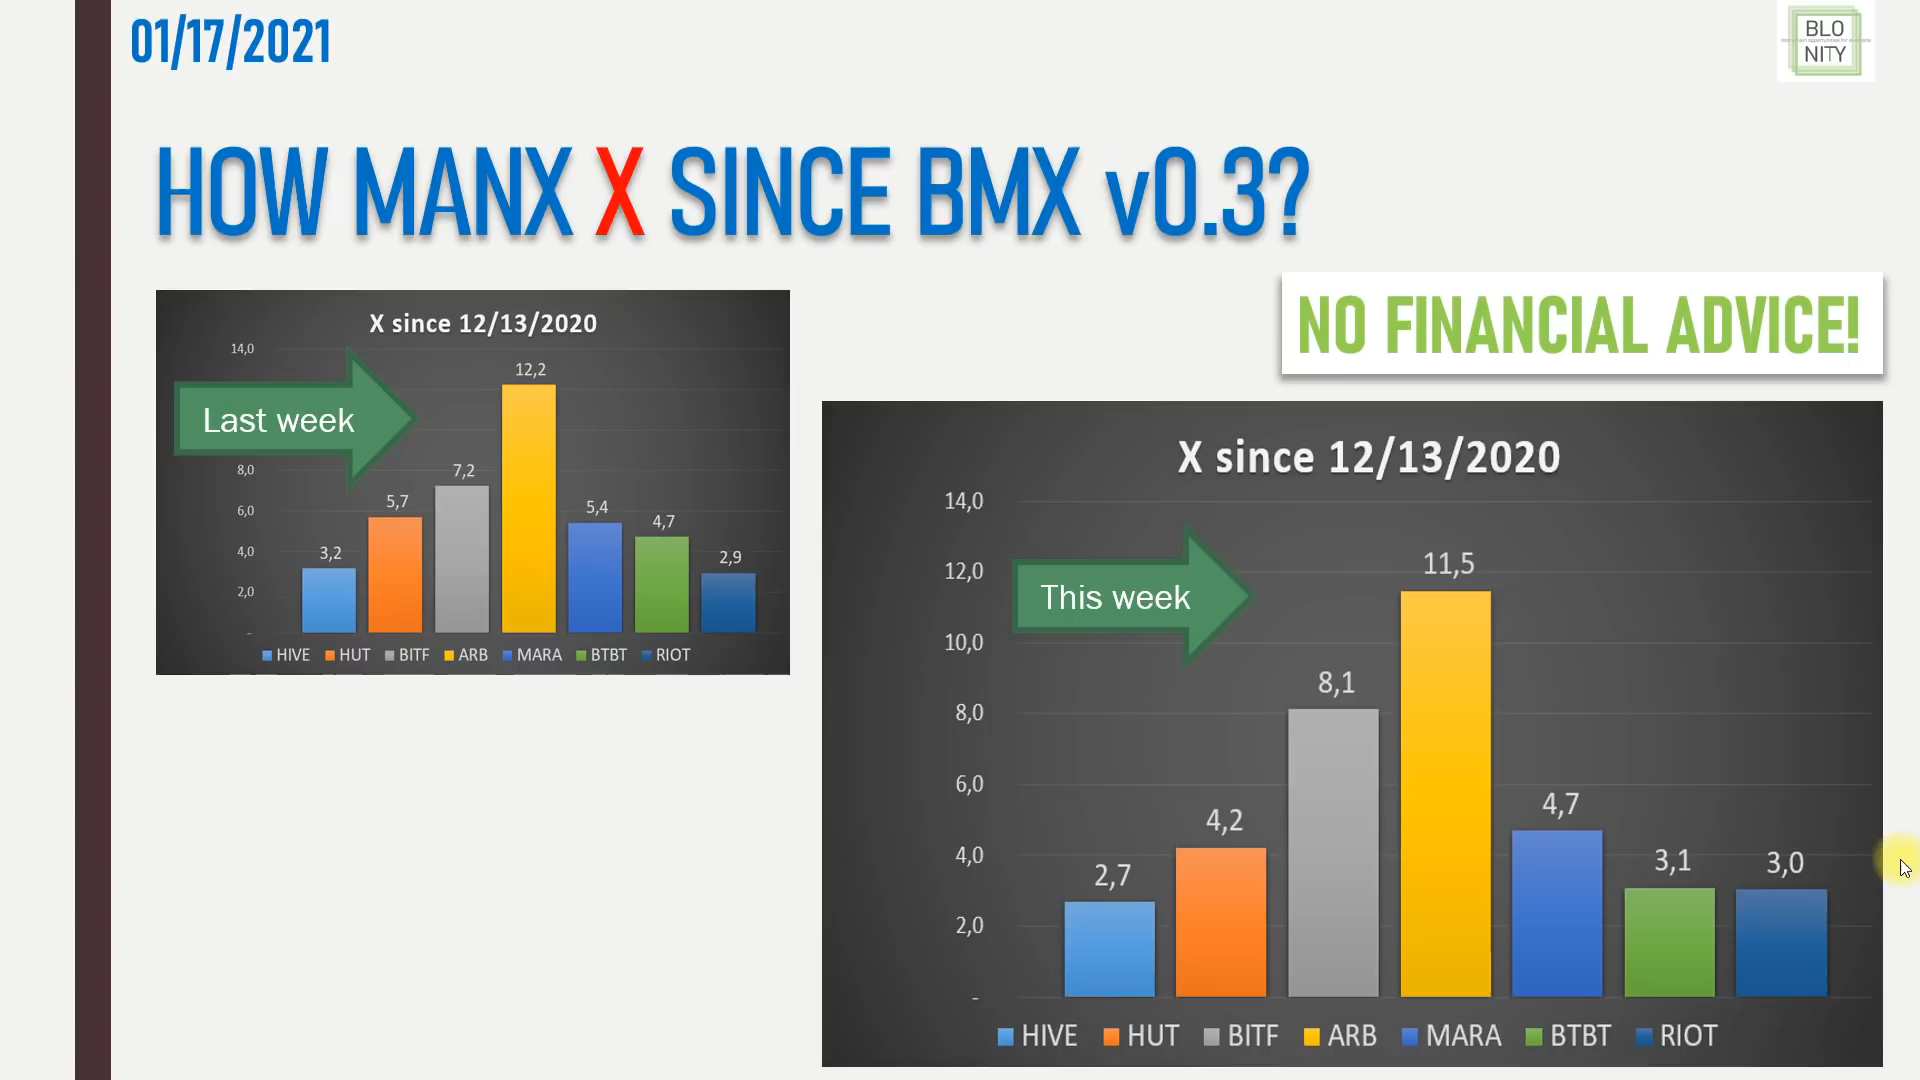 01/17/2021
BLO
NITY
HOW MANX X SINCE BMX v0.3?
NO FINANCIAL ADVICE!
X since 12/13/2020
14,0
8,0
6,0
4,0
2,0
-
Last week
3,2
5,7
7,2
12,2
5,4
4,7
2,9
HIVE HUT BITF ARB MARA BTBT RIOT
X since 12/13/2020
14,0
12,0
10,0
8,0
6,0
4,0
2,0
-
This week
2,7
4,2
8,1
11,5
4,7
3,1
3,0
HIVE HUT BITF ARB MARA BTBT RIOT